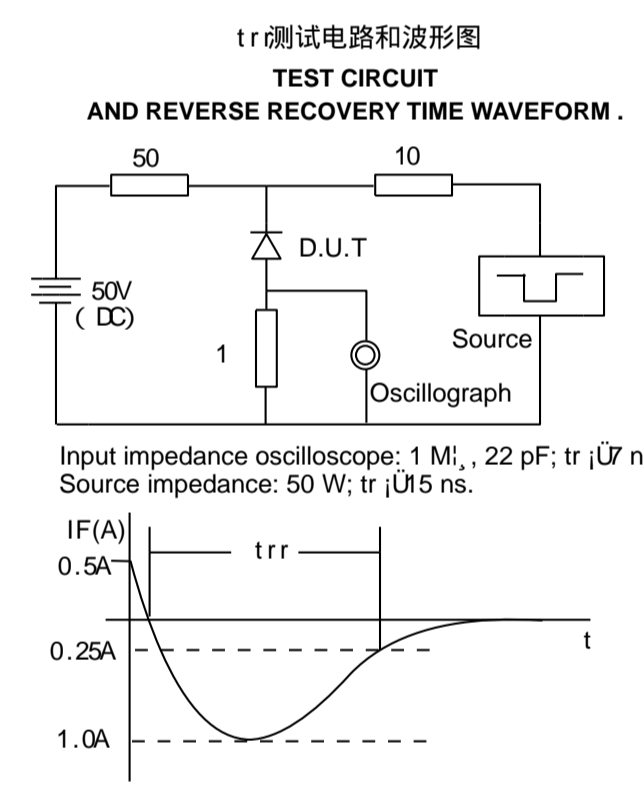 trr测试电路和波形图
TEST CIRCUIT
AND REVERSE RECOVERY TIME WAVEFORM .
50
10
D.U.T
50V
( DC)
1
Source
Oscillograph
Input impedance oscilloscope: 1 M¦¸, 22 pF; tr ¡Ü7 n
Source impedance: 50 W; tr ¡Ü15 ns.
IF(A)
trr
0.5A
t
0.25A
1.0A